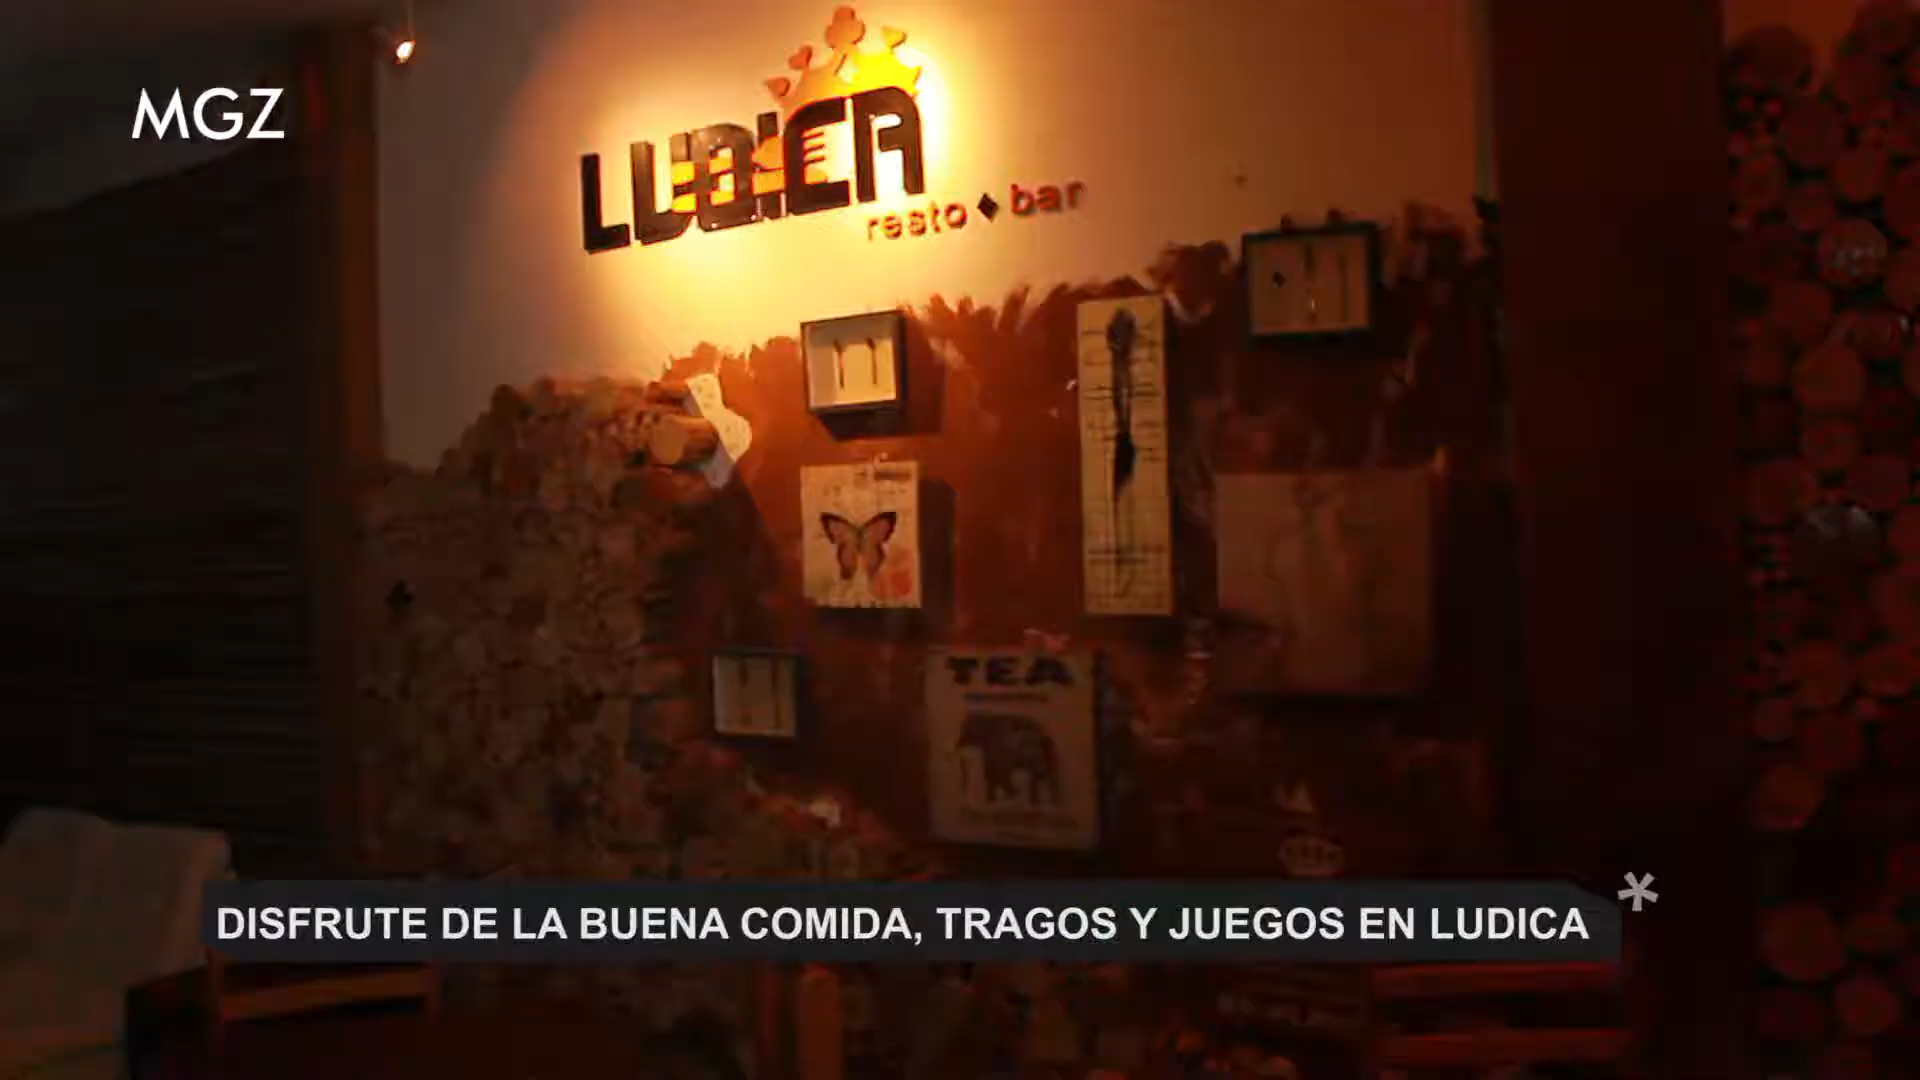 MGZ
LUDICA
resto ♦ bar
TEA
DISFRUTE DE LA BUENA COMIDA, TRAGOS Y JUEGOS EN LUDICA*